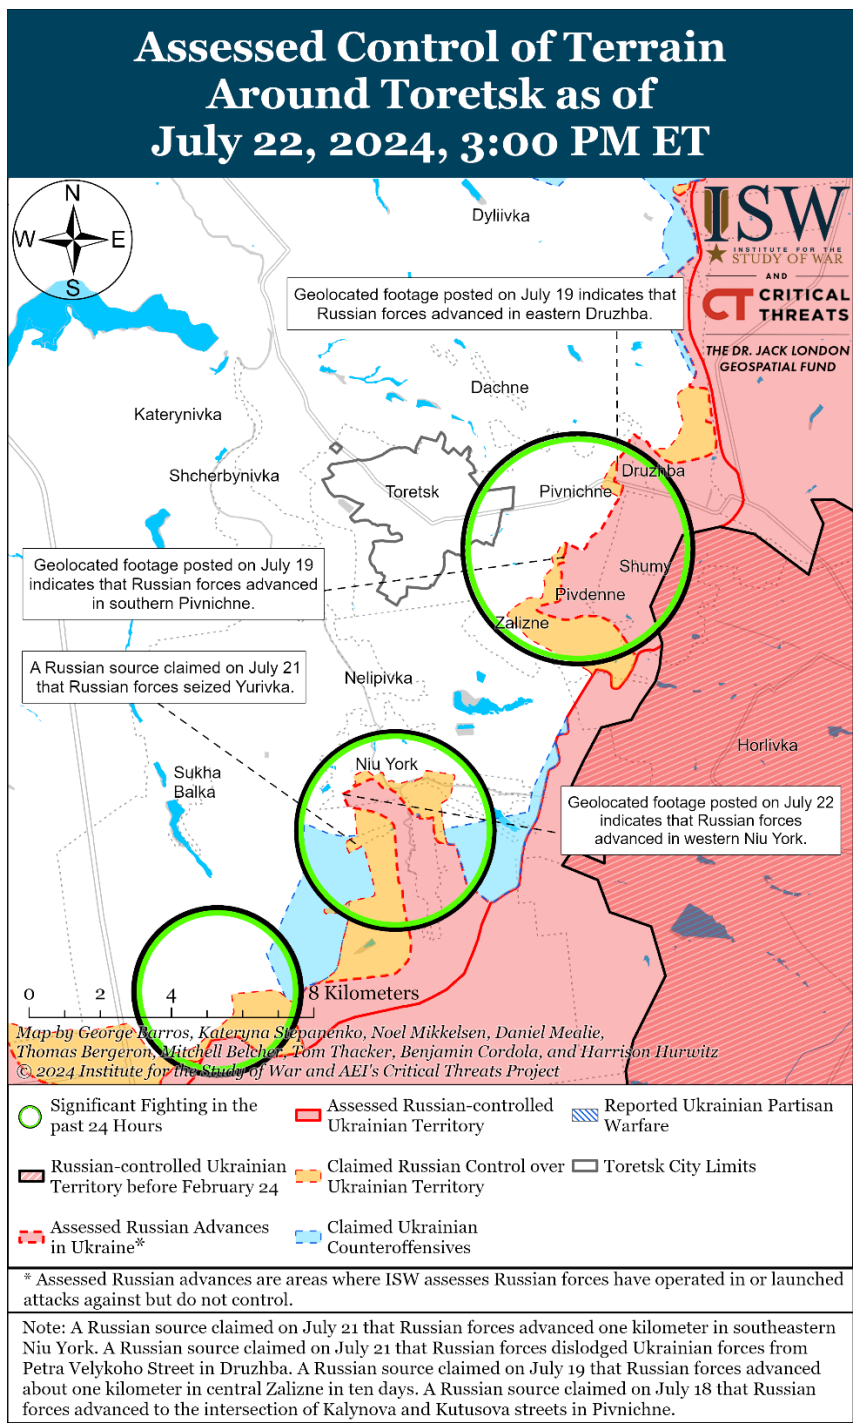 Assessed Control of Terrain
Around Toretsk as of
July 22, 2024, 3:00 PM ET
N
W
E
S
ISW
INSTITUTE FOR THE
STUDY OF WAR
AND
CT CRITICAL
THREATS
THE DR. JACK LONDON
GEOSPATIAL FUND
Dyliivka
Geolocated footage posted on July 19 indicates that
Russian forces advanced in eastern Druzhba.
Dachne
Katerynivka
Shcherbynivka
Toretsk
Pivnichne
Druzhba
Geolocated footage posted on July 19
indicates that Russian forces advanced
in southern Pivnichne.
Shumy
Pivdenne
Zalizne
A Russian source claimed on July 21
that Russian forces seized Yurivka.
Nelipivka
Horlivka
Niu York
Sukha
Balka
Geolocated footage posted on July 22
indicates that Russian forces
advanced in western Niu York.
0 2 4 8 Kilometers
Map by George Barros, Kateryna Stepanenko, Noel Mikkelsen, Daniel Mealie,
Thomas Bergeron, Mitchell Belcher, Tom Thacker, Benjamin Cordola, and Harrison Hurwitz
© 2024 Institute for the Study of War and AEI's Critical Threats Project
Significant Fighting in the
past 24 Hours
Assessed Russian-controlled
Ukrainian Territory
Reported Ukrainian Partisan
Warfare
Russian-controlled Ukrainian
Territory before February 24
Claimed Russian Control over
Ukrainian Territory
Toretsk City Limits
Assessed Russian Advances
in Ukraine*
Claimed Ukrainian
Counteroffensives
* Assessed Russian advances are areas where ISW assesses Russian forces have operated in or launched
attacks against but do not control.
Note: A Russian source claimed on July 21 that Russian forces advanced one kilometer in southeastern
Niu York. A Russian source claimed on July 21 that Russian forces dislodged Ukrainian forces from
Petra Velykoho Street in Druzhba. A Russian source claimed on July 19 that Russian forces advanced
about one kilometer in central Zalizne in ten days. A Russian source claimed on July 18 that Russian
forces advanced to the intersection of Kalynova and Kutusova streets in Pivnichne.